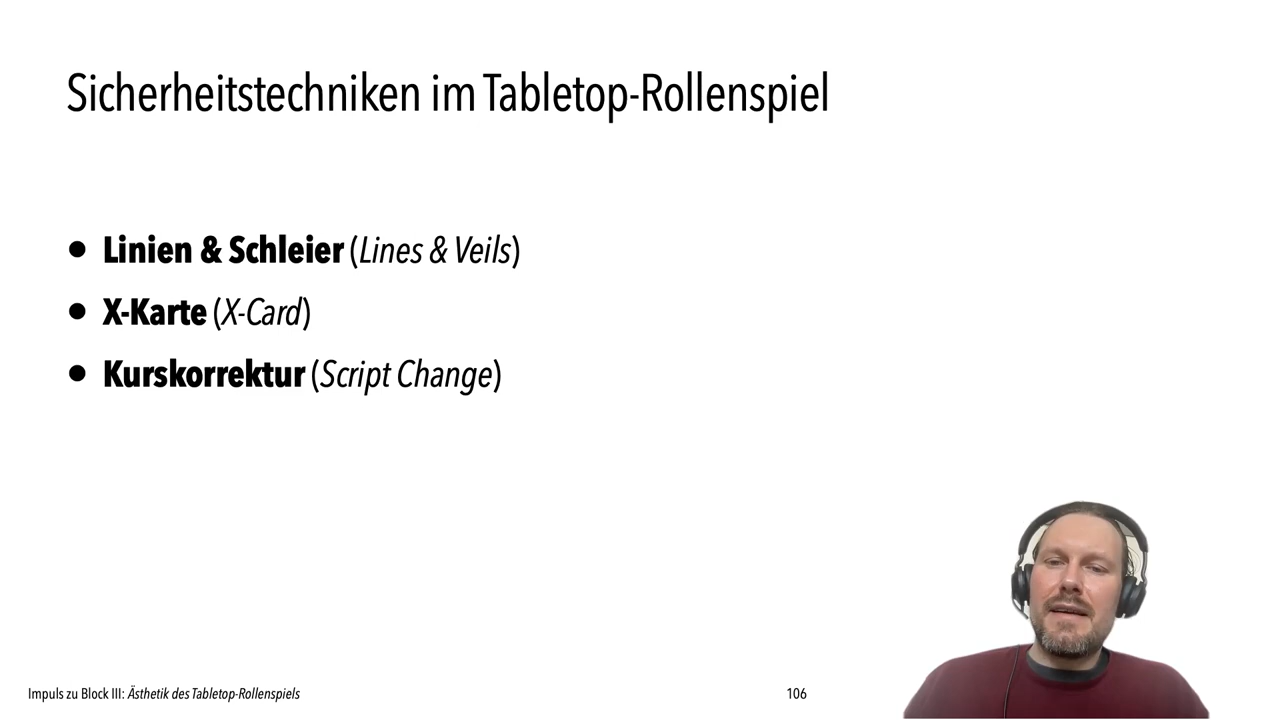 Sicherheitstechniken im Tabletop-Rollenspiel
• Linien & Schleier (Lines & Veils)
• X-Karte (X-Card)
• Kurskorrektur (Script Change)
Impuls zu Block III: Ästhetik des Tabletop-Rollenspiels
106